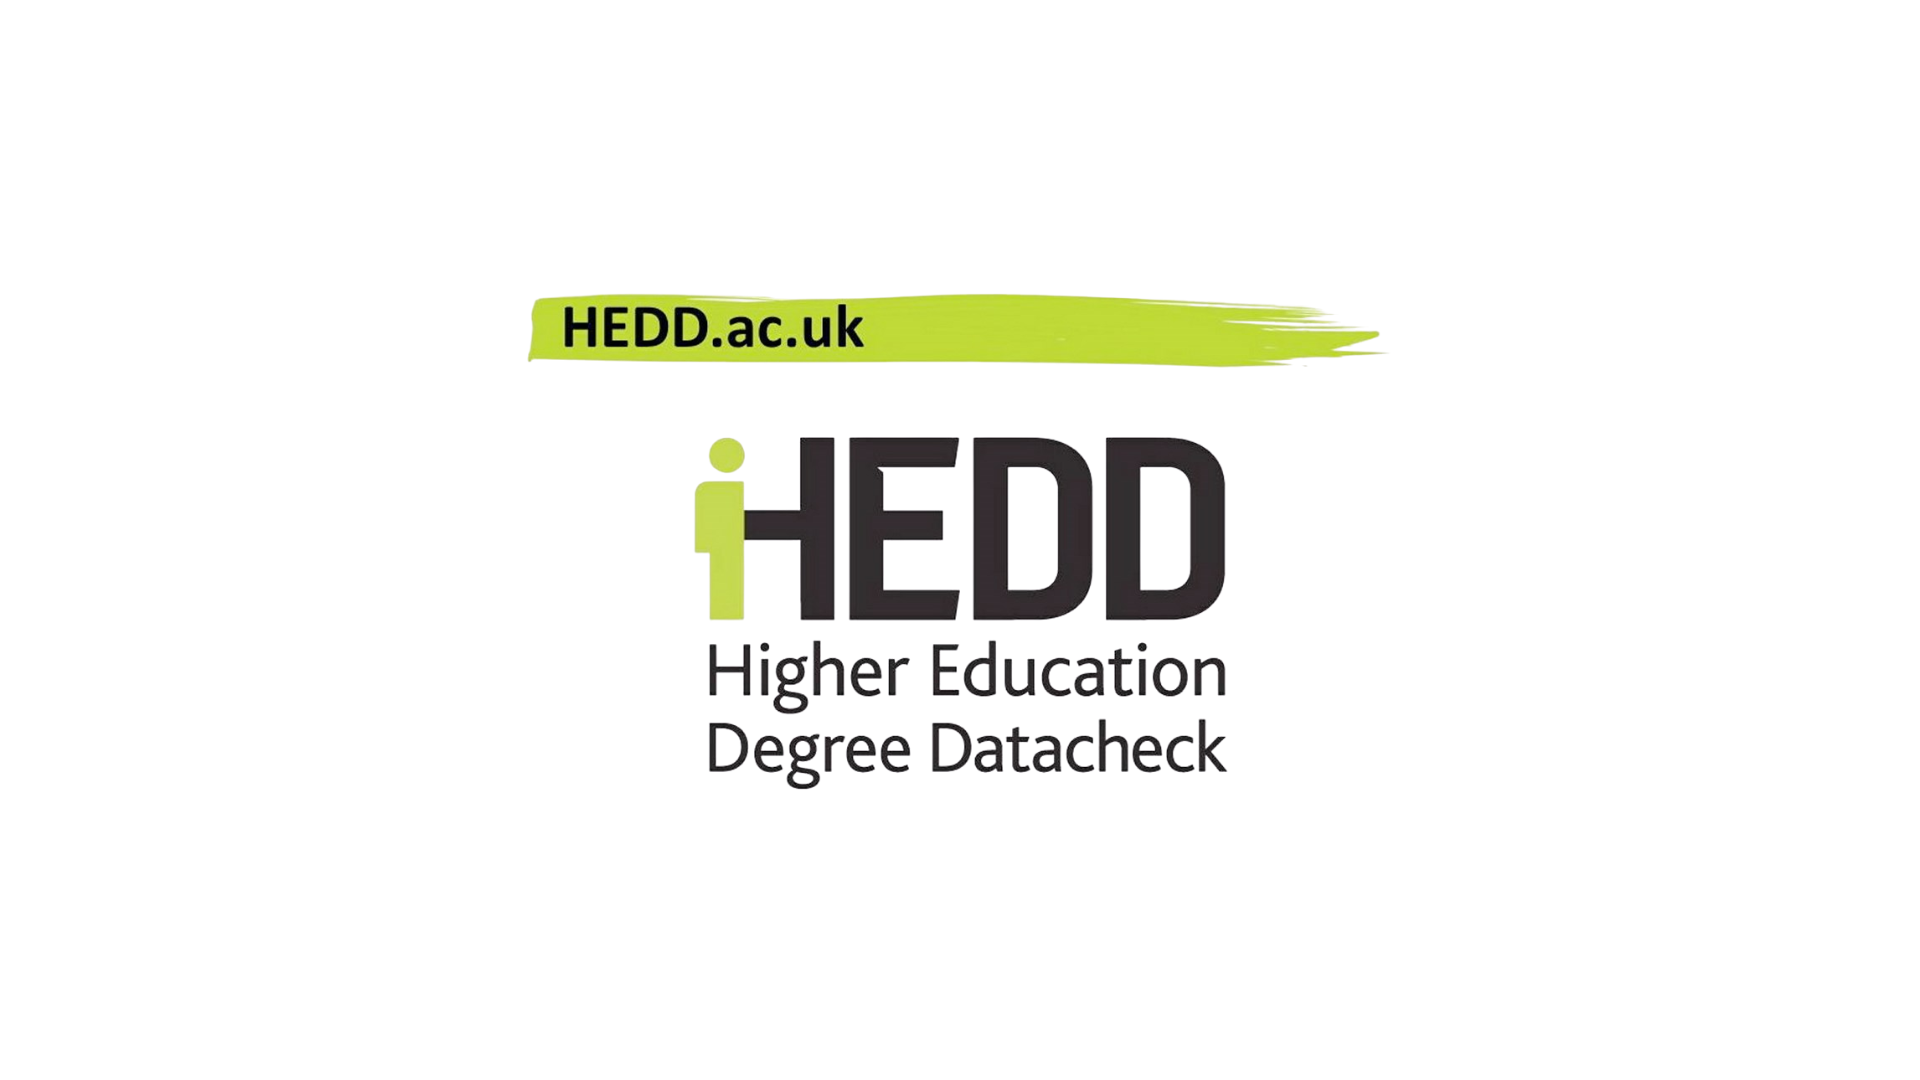 HEDD.ac.uk
HEDD
Higher Education
Degree Datacheck